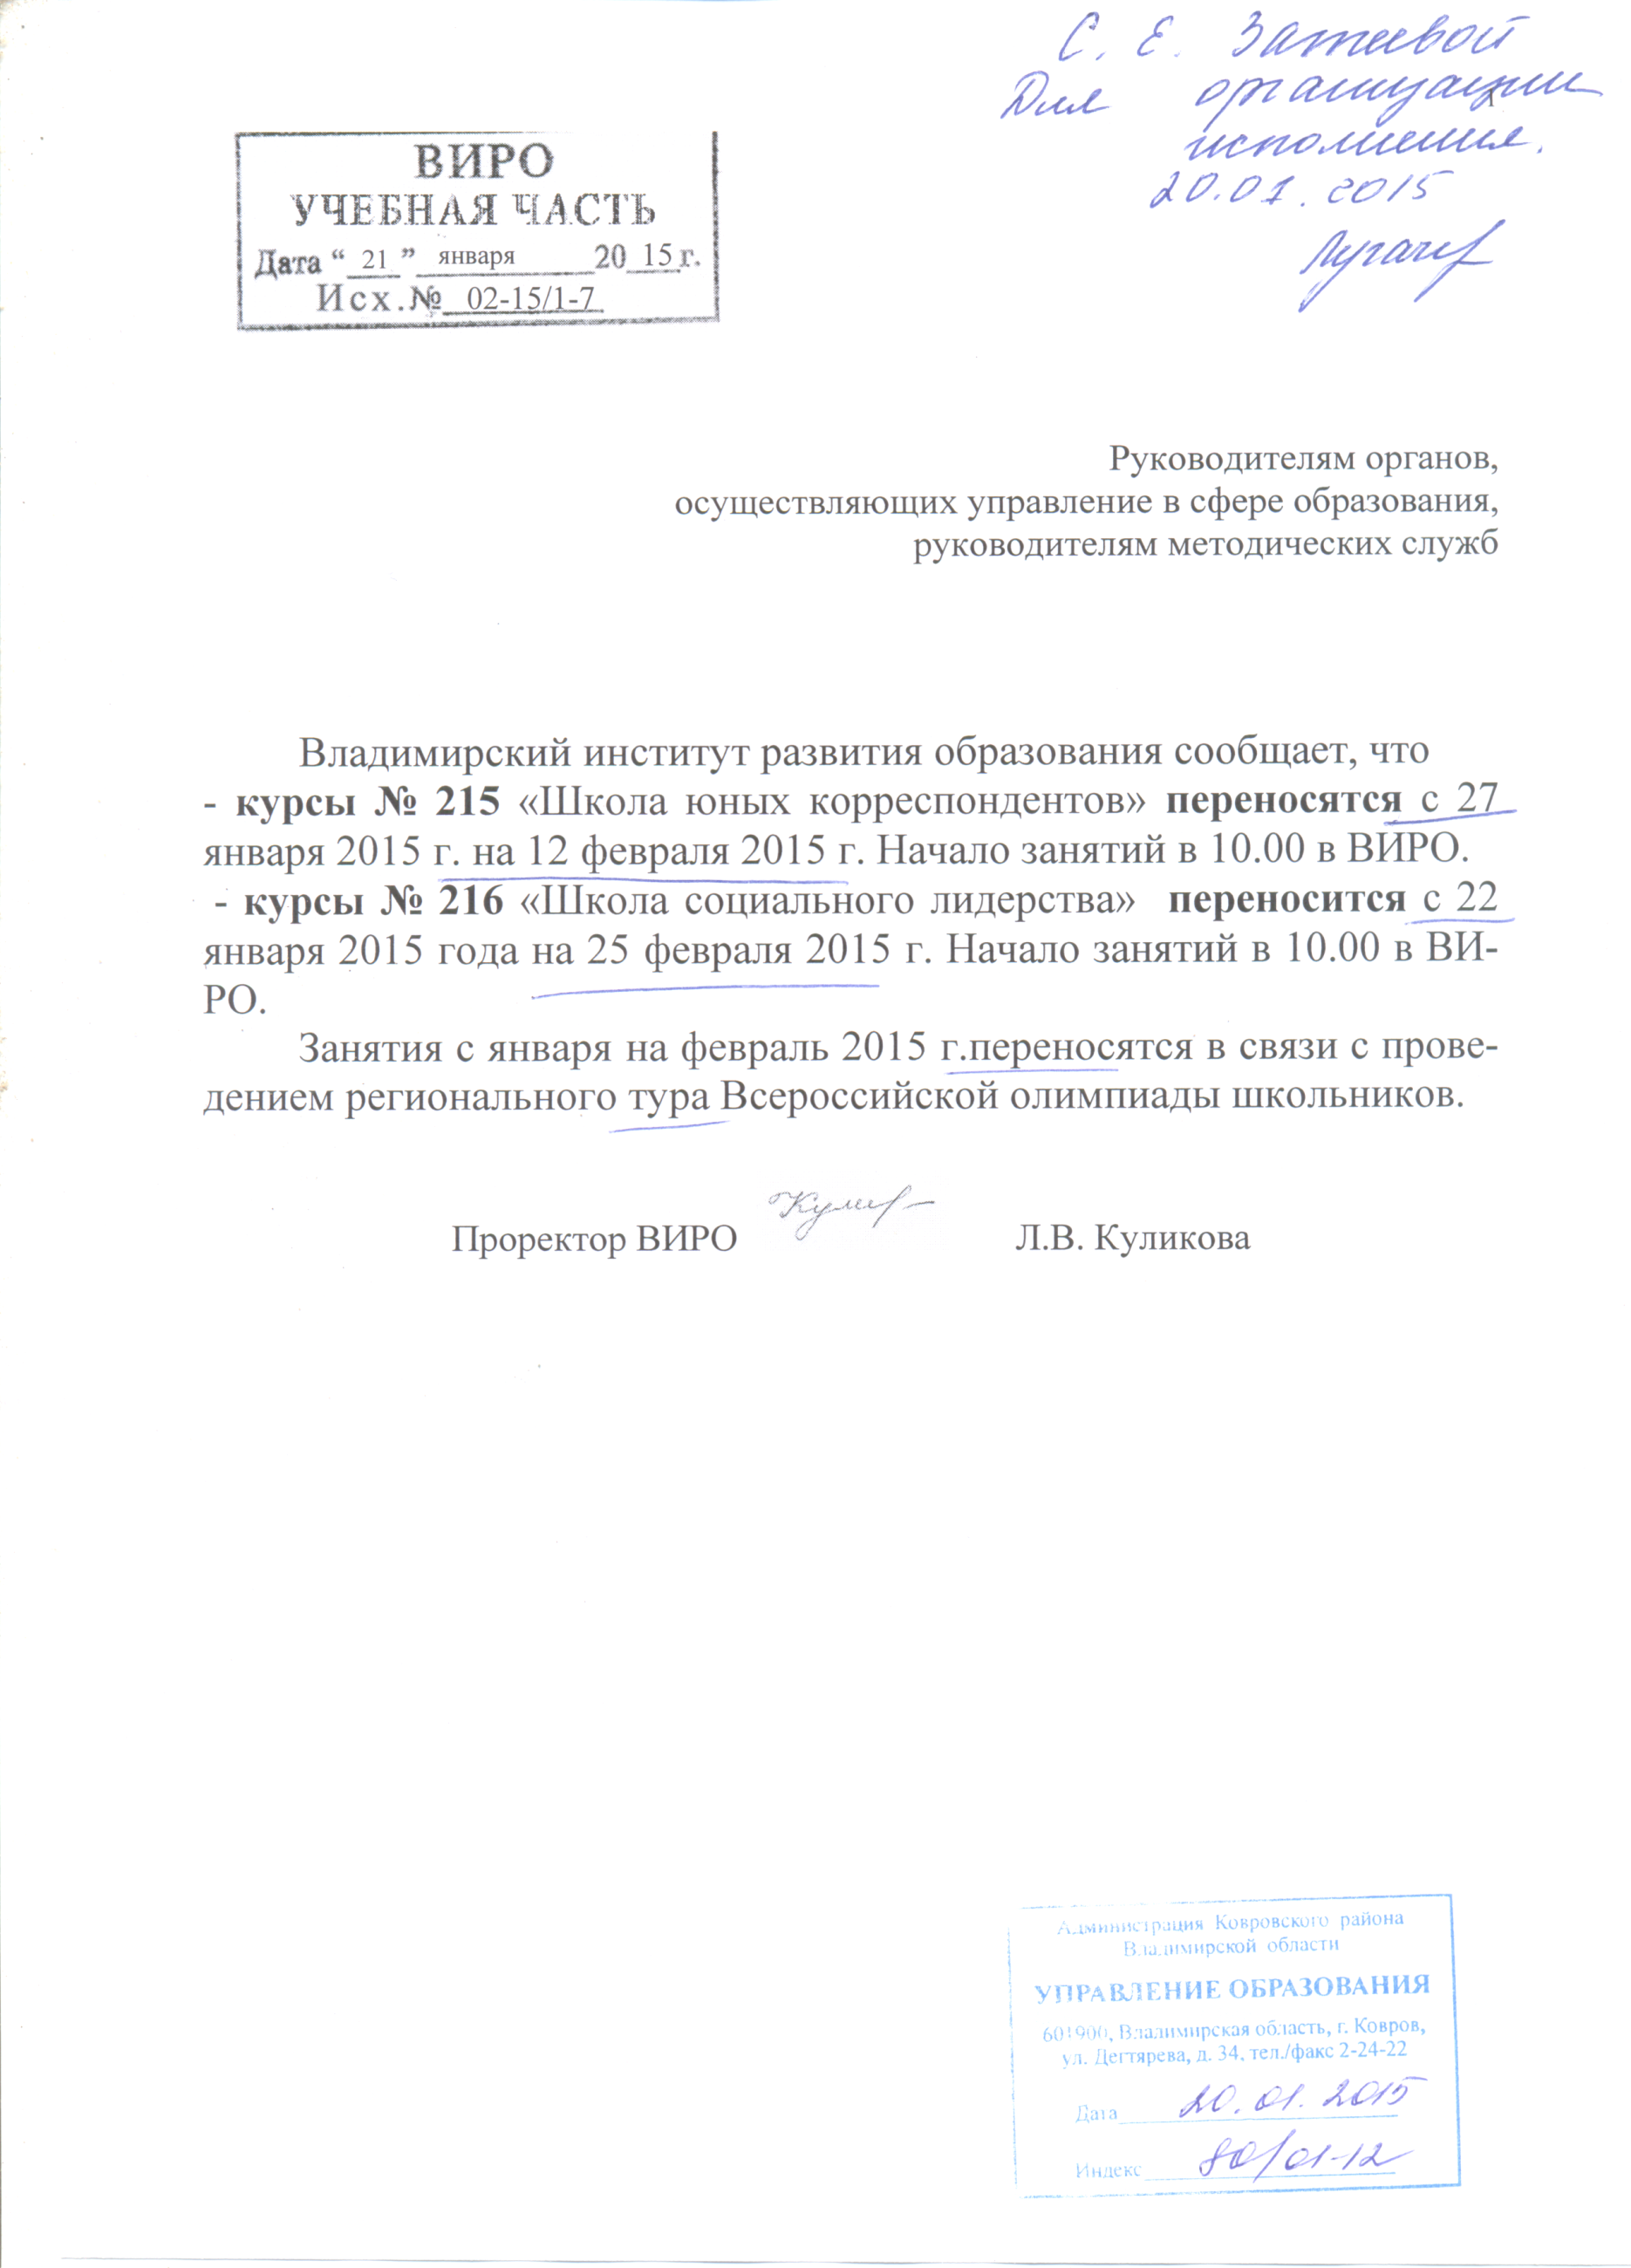 С. Е. Затеевой
Для организации
исполнения.
20.01.2015
1
ВИРО
УЧЕБНАЯ ЧАСТЬ
Дата “ 21 ” января 20 15 г.
Исх.№ 02-15/1-7
Руководителям органов,
осуществляющих управление в сфере образования,
руководителям методических служб
Владимирский институт развития образования сообщает, что
- курсы № 215 «Школа юных корреспондентов» переносятся с 27
января 2015 г. на 12 февраля 2015 г. Начало занятий в 10.00 в ВИРО.
- курсы № 216 «Школа социального лидерства» переносится с 22
января 2015 года на 25 февраля 2015 г. Начало занятий в 10.00 в ВИ-
РО.
Занятия с января на февраль 2015 г.переносятся в связи с прове-
дением регионального тура Всероссийской олимпиады школьников.
Проректор ВИРО Л.В. Куликова
Администрация Ковровского района
Владимирской области
УПРАВЛЕНИЕ ОБРАЗОВАНИЯ
601900, Владимирская область, г. Ковров,
ул. Дегтярева, д. 34, тел./факс 2-24-22
Дата 20.01.2015
Индекс 80/01-12